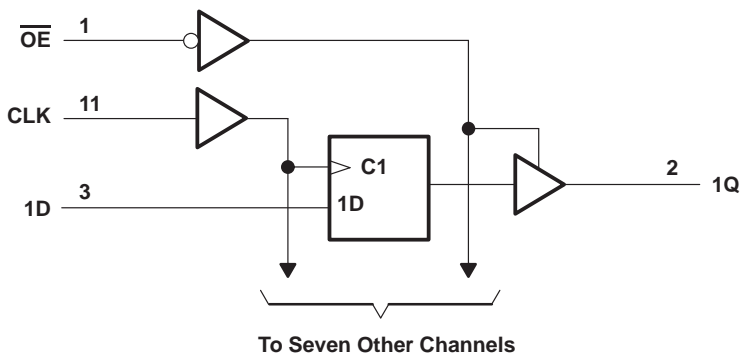 OE 1
CLK 11
C1
1D 3
1D
2 1Q
To Seven Other Channels